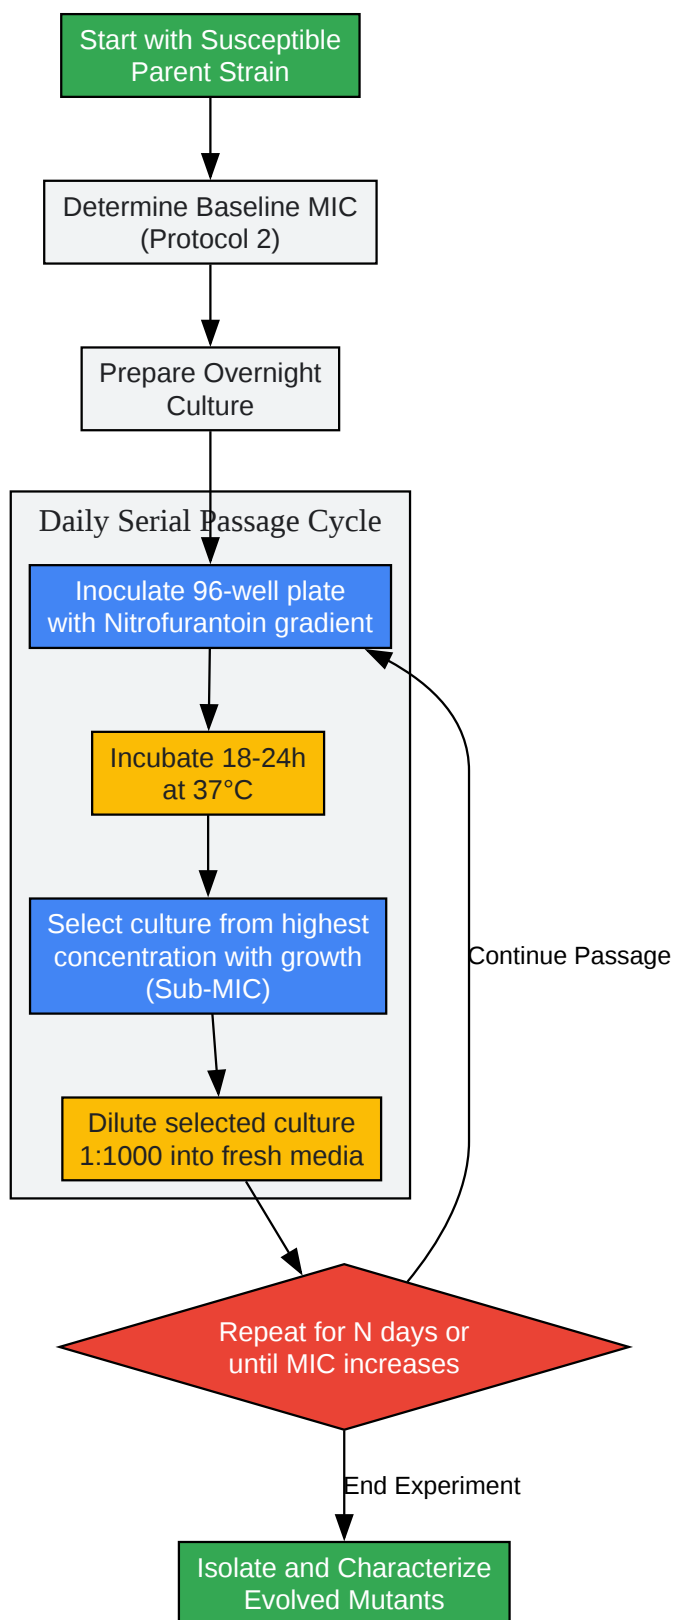 Start with Susceptible
Parent Strain
Determine Baseline MIC
(Protocol 2)
Prepare Overnight
Culture
Daily Serial Passage Cycle
Inoculate 96-well plate
with Nitrofurantoin gradient
Incubate 18-24h
at 37°C
Select culture from highest
concentration with growth
(Sub-MIC)
Continue Passage
Dilute selected culture
1:1000 into fresh media
Repeat for N days or
until MIC increases
End Experiment
Isolate and Characterize
Evolved Mutants